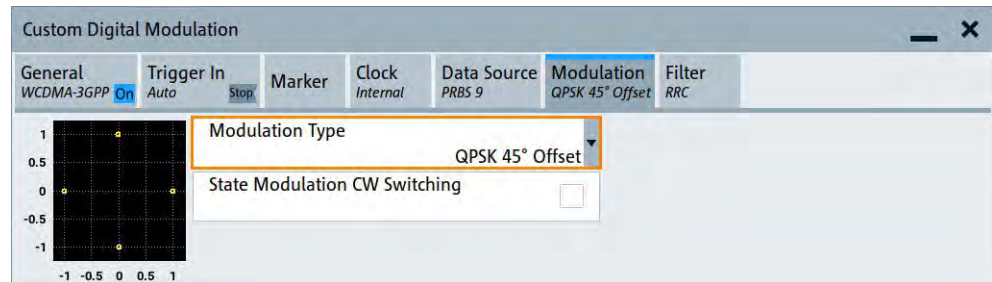 Custom Digital Modulation
General
WCDMA-3GPP On
Trigger In
Auto Stop
Marker
Clock
Internal
Data Source
PRBS 9
Modulation
QPSK 45° Offset
Filter
RRC
Modulation Type
QPSK 45° Offset
State Modulation CW Switching
1
0.5
0
-0.5
-1
-1 -0.5 0 0.5 1